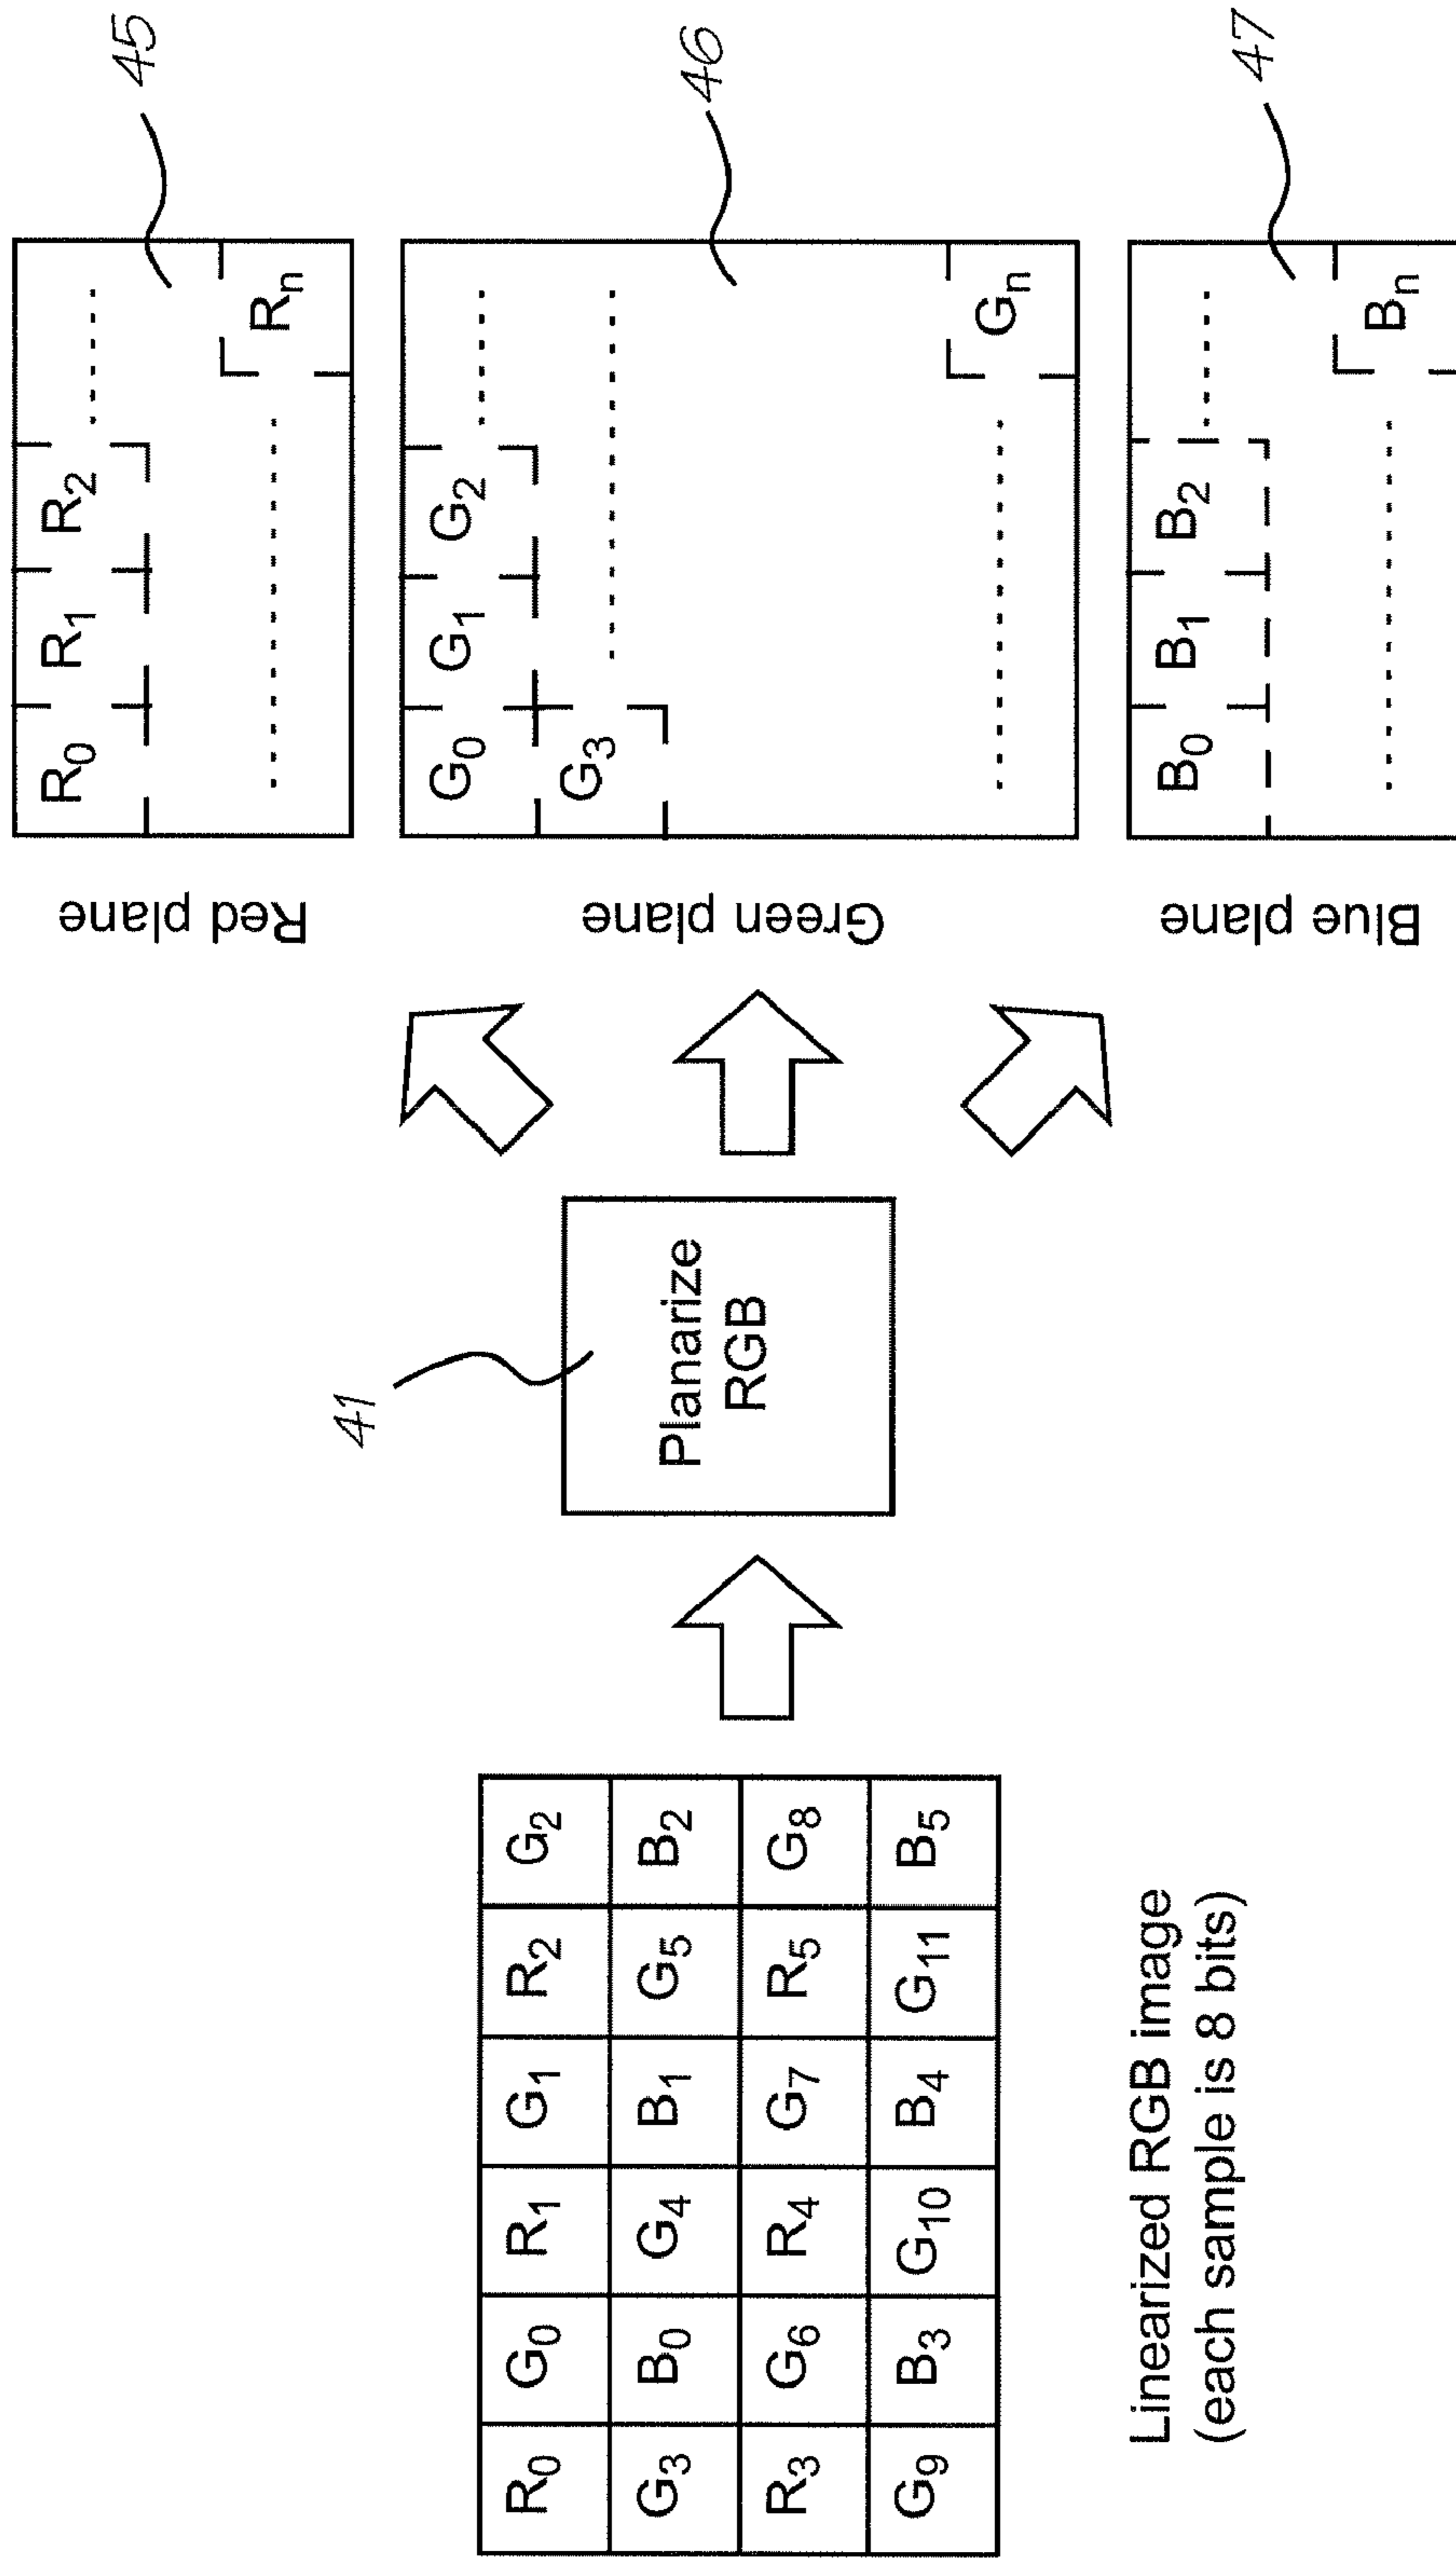 R0 G0 R1 G1 R2 G2
G3 B0 G4 B1 G5 B2
R3 G6 R4 G7 R5 G8
G9 B3 G10 B4 G11 B5
Linearized RGB image
(each sample is 8 bits)
41
Planarize
RGB
Red plane
R0 R1 R2
Rn
45
Green plane
G0 G1 G2
G3
Gn
46
Blue plane
B0 B1 B2
Bn
47